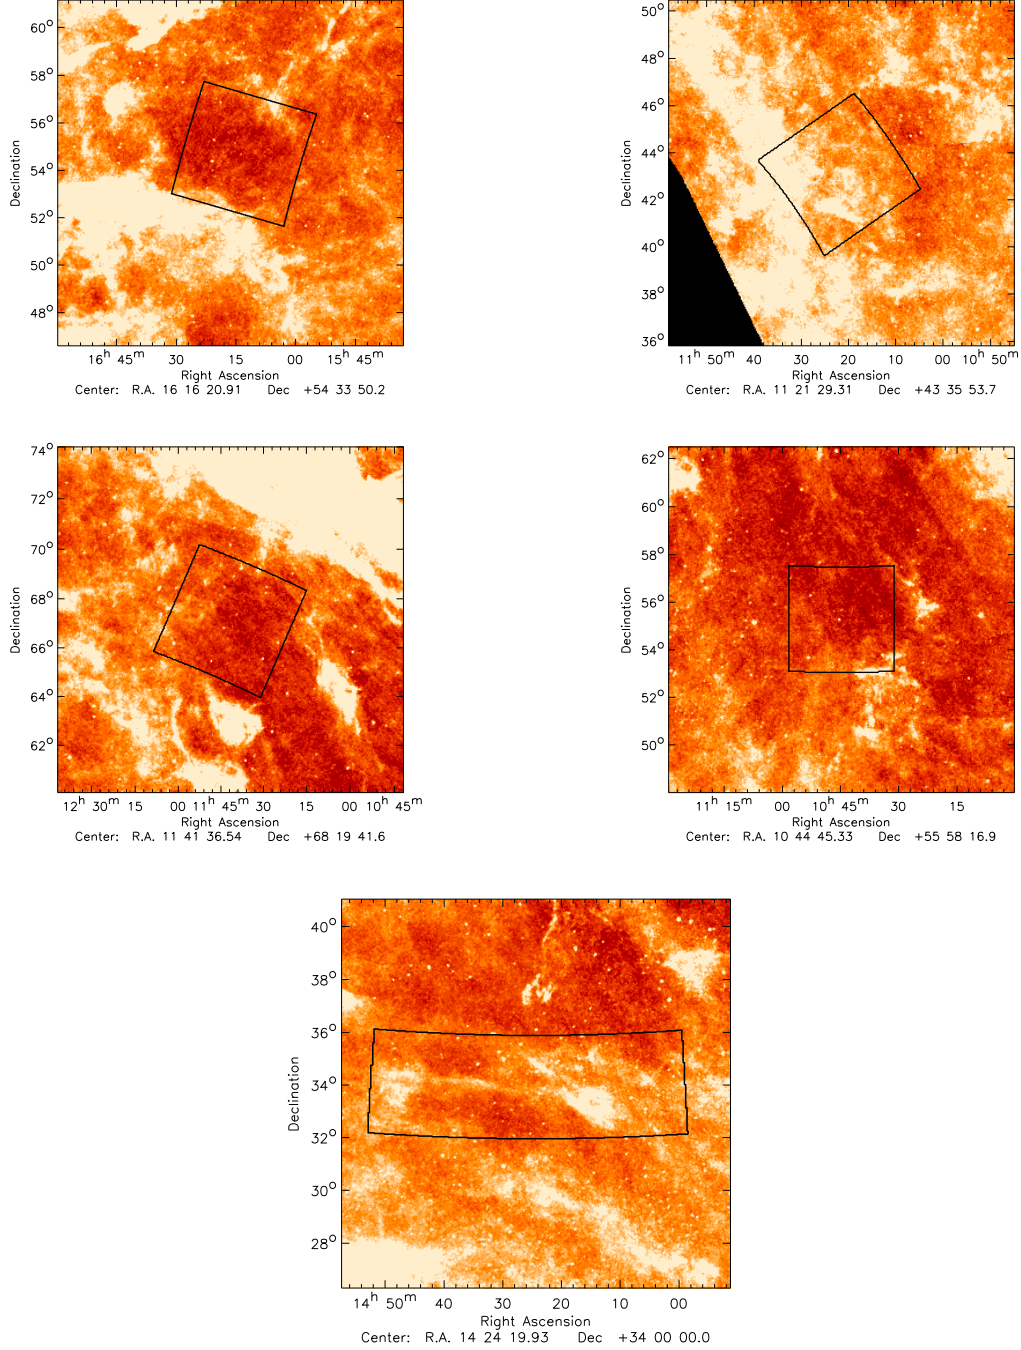 60° 58° 56° 54° 52° 50° 48°
Declination
16ʰ 45ᵐ 30 15 00 15ʰ 45ᵐ
Right Ascension
Center: R.A. 16 16 20.91 Dec +54 33 50.2
50° 48° 46° 44° 42° 40° 38° 36°
Declination
11ʰ 50ᵐ 40 30 20 10 00 10ʰ 50ᵐ
Right Ascension
Center: R.A. 11 21 29.31 Dec +43 35 53.7
74° 72° 70° 68° 66° 64° 62°
Declination
12ʰ 30ᵐ 15 00 11ʰ 45ᵐ 30 15 00 10ʰ 45ᵐ
Right Ascension
Center: R.A. 11 41 36.54 Dec +68 19 41.6
62° 60° 58° 56° 54° 52° 50°
Declination
11ʰ 15ᵐ 00 10ʰ 45ᵐ 30 15
Right Ascension
Center: R.A. 10 44 45.33 Dec +55 58 16.9
40° 38° 36° 34° 32° 30° 28°
Declination
14ʰ 50ᵐ 40 30 20 10 00
Right Ascension
Center: R.A. 14 24 19.93 Dec +34 00 00.0